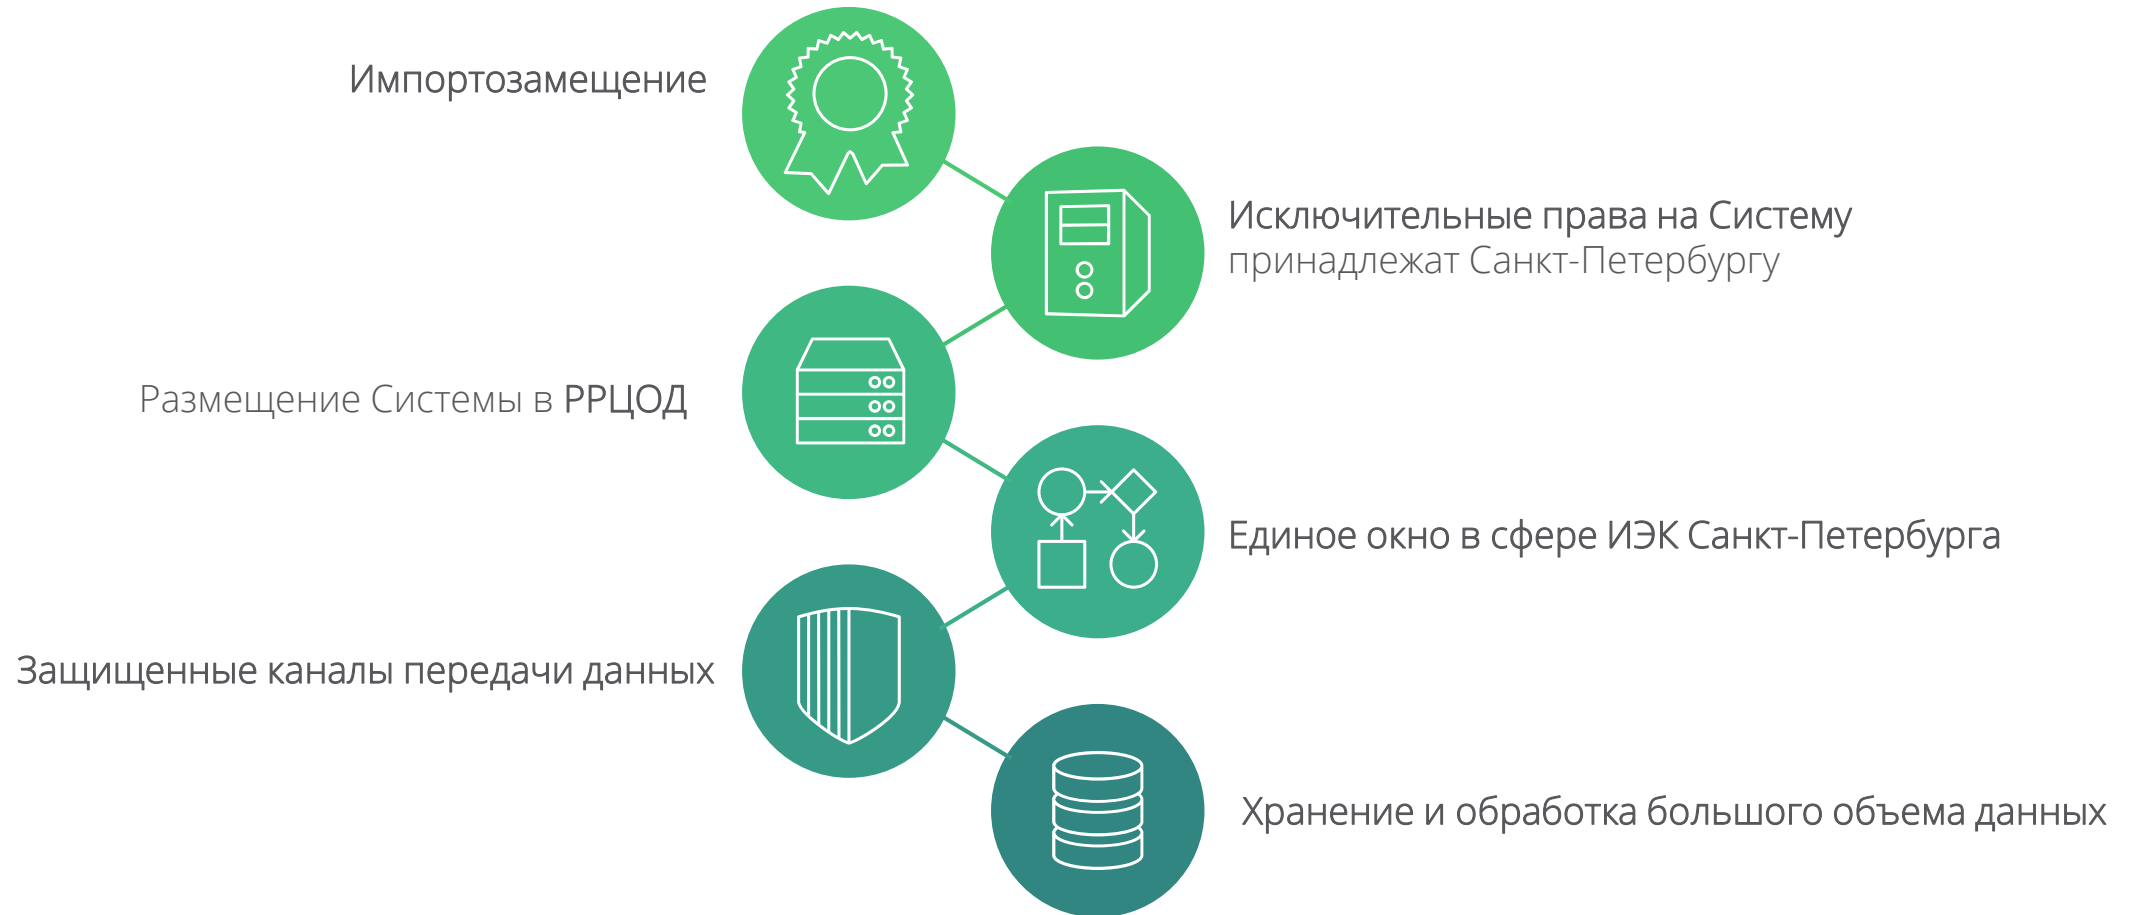 Импортозамещение
Исключительные права на Систему
принадлежат Санкт-Петербургу
Размещение Системы в РРЦОД
Единое окно в сфере ИЭК Санкт-Петербурга
Защищенные каналы передачи данных
Хранение и обработка большого объема данных